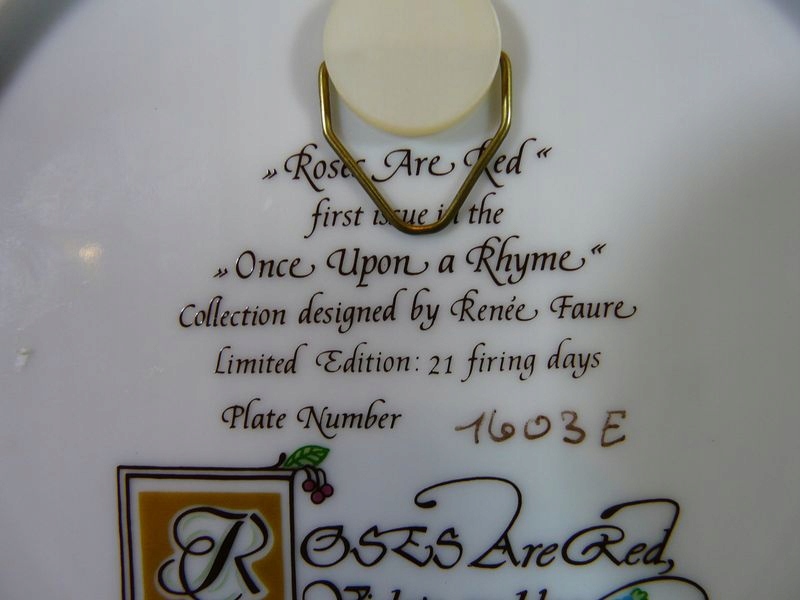 „Roses Are Red“
first issue in the
„Once Upon a Rhyme“
Collection designed by Renée Faure
Limited Edition: 21 firing days
Plate Number 1603E
ROSES Are Red,